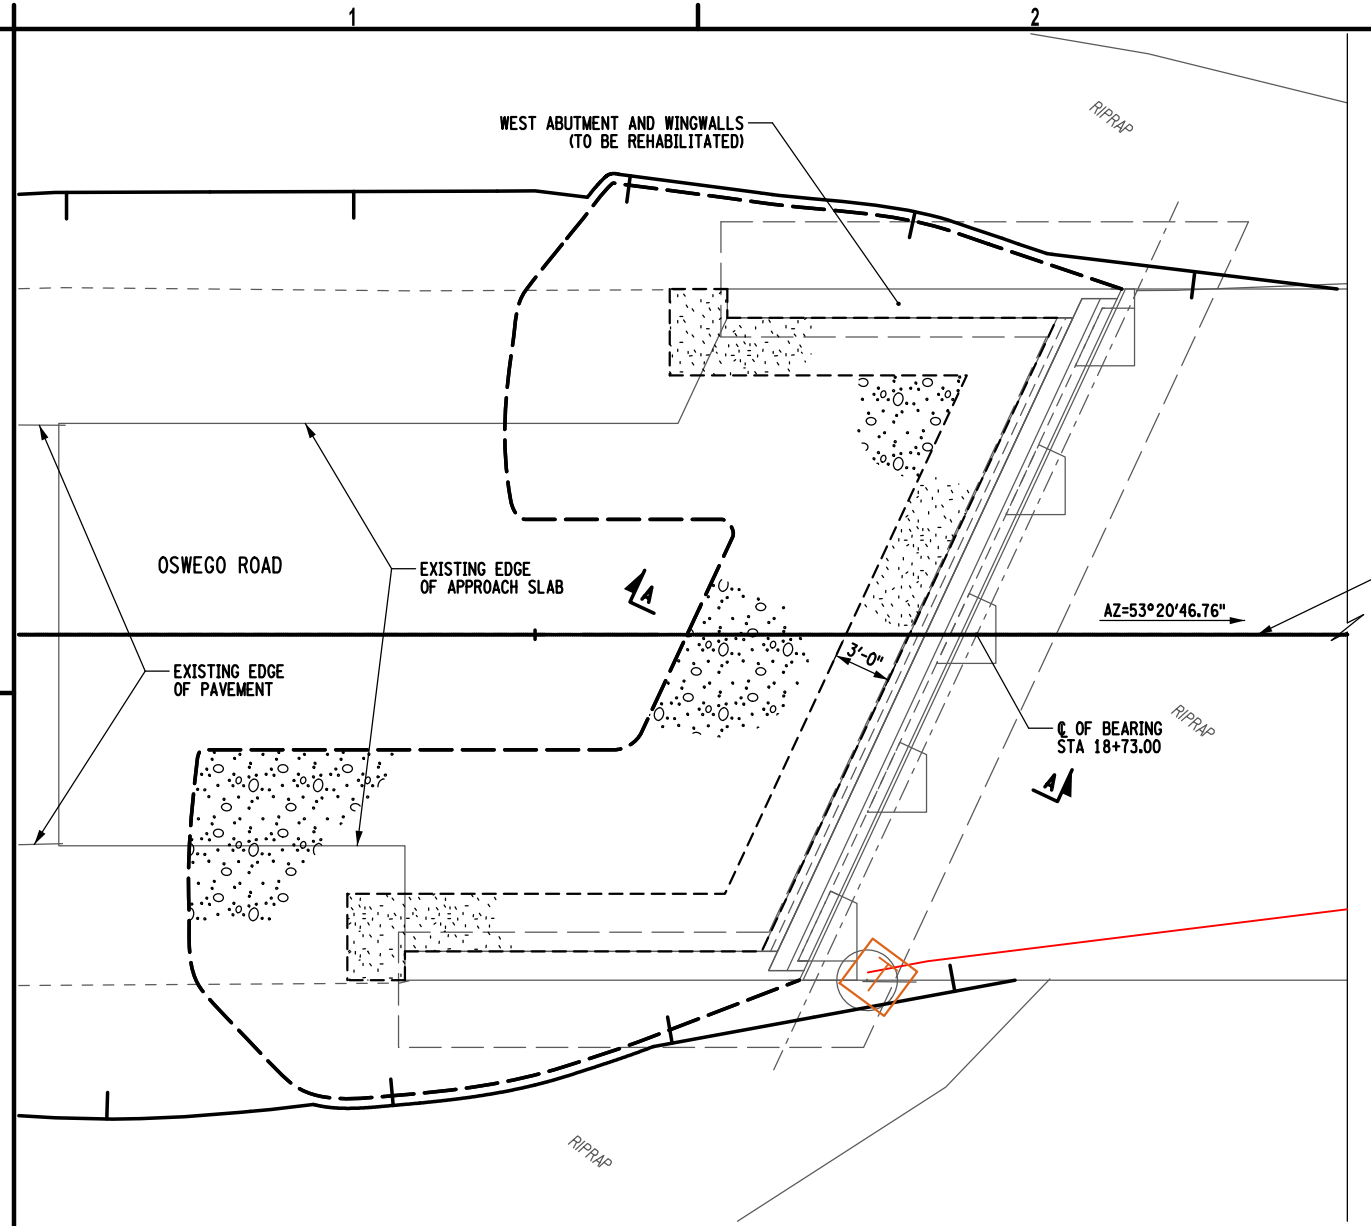 1
2
RIPRAP
WEST ABUTMENT AND WINGWALLS
(TO BE REHABILITATED)
OSWEGO ROAD
EXISTING EDGE
OF APPROACH SLAB
A
AZ=53°20'46.76"
3'-0"
EXISTING EDGE
OF PAVEMENT
RIPRAP
℄ OF BEARING
STA 18+73.00
A
RIPRAP